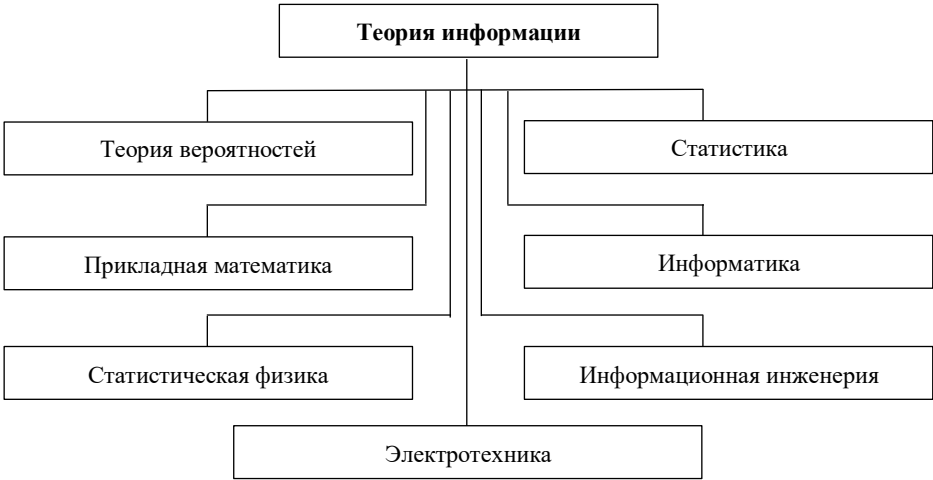 Теория информации
Теория вероятностей
Статистика
Прикладная математика
Информатика
Статистическая физика
Информационная инженерия
Электротехника